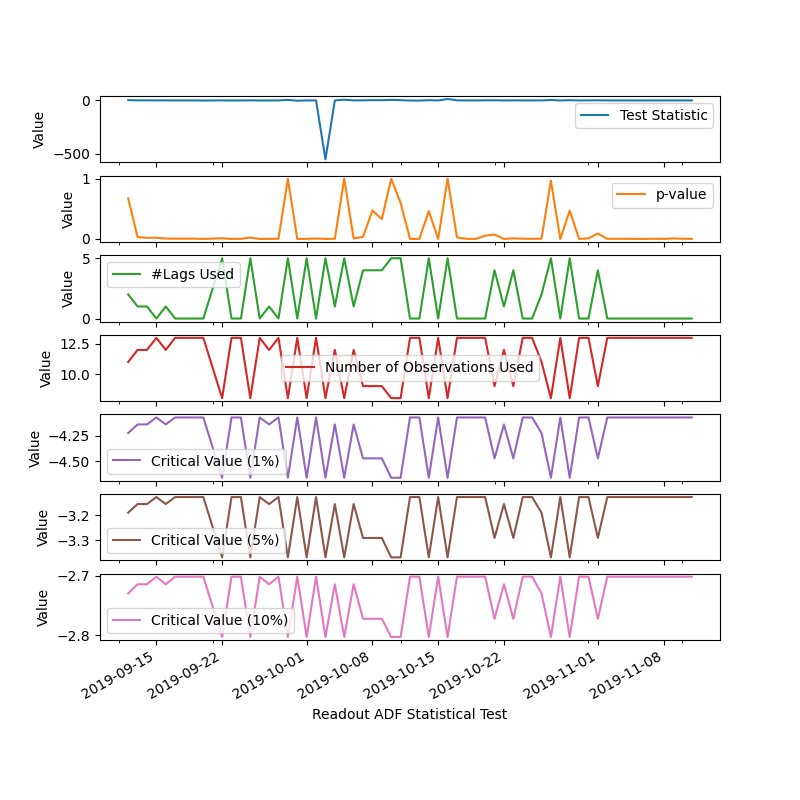 0
−500
Value
Test Statistic
1
0
Value
p-value
5
0
Value
#Lags Used
12.5
10.0
Value
Number of Observations Used
−4.25
−4.50
Value
Critical Value (1%)
−3.2
−3.3
Value
Critical Value (5%)
−2.7
−2.8
Value
Critical Value (10%)
2019-09-15
2019-09-22
2019-10-01
2019-10-08
2019-10-15
2019-10-22
2019-11-01
2019-11-08
Readout ADF Statistical Test